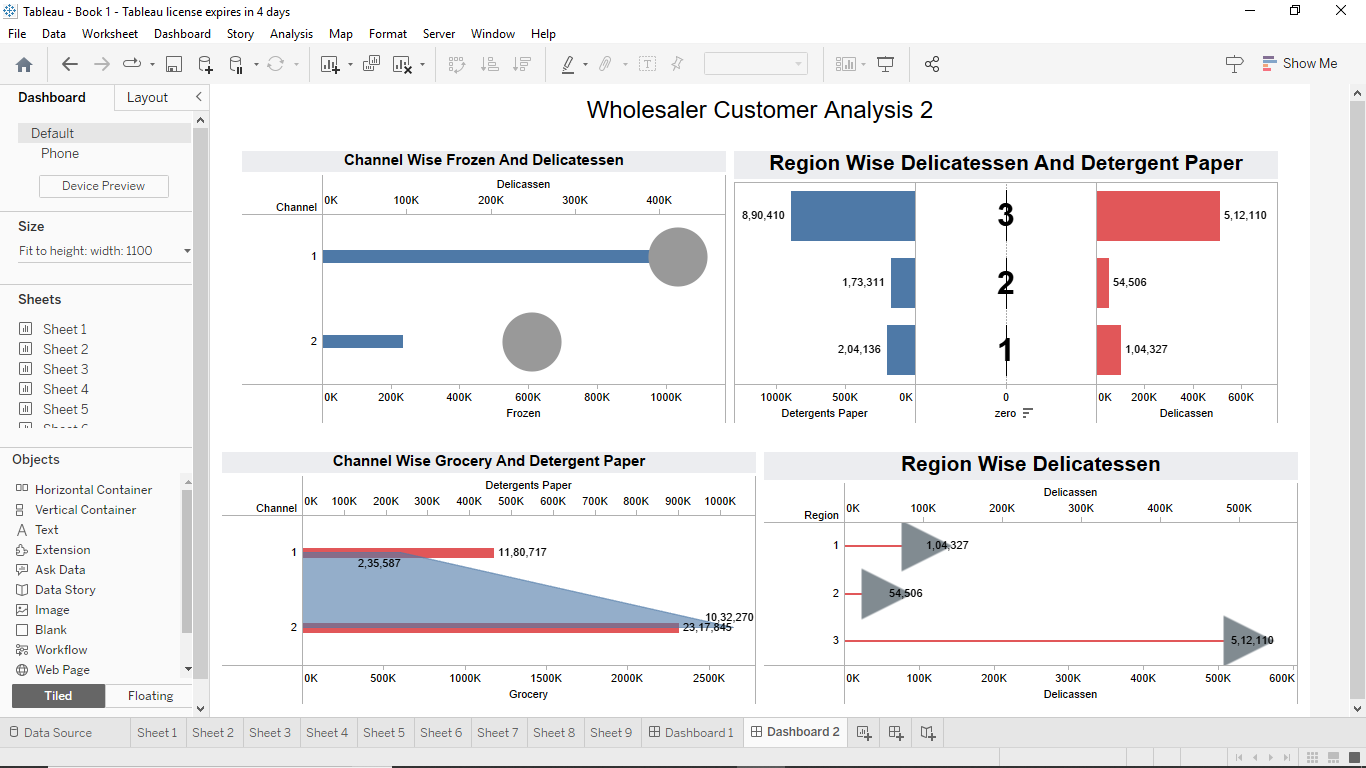 Tableau - Book 1 - Tableau license expires in 4 days
File Data Worksheet Dashboard Story Analysis Map Format Server Window Help
Show Me
Dashboard Layout
Default
Phone
Device Preview
Size
Fit to height: width: 1100
Sheets
Sheet 1
Sheet 2
Sheet 3
Sheet 4
Sheet 5
Objects
Horizontal Container
Vertical Container
Text
Extension
Ask Data
Data Story
Image
Blank
Workflow
Web Page
Tiled Floating
Wholesaler Customer Analysis 2
Channel Wise Frozen And Delicatessen
Delicassen
Channel 0K 100K 200K 300K 400K
1
2
0K 200K 400K 600K 800K 1000K
Frozen
Region Wise Delicatessen And Detergent Paper
8,90,410 3 5,12,110
1,73,311 2 54,506
2,04,136 1 1,04,327
1000K 500K 0K 0 0K 200K 400K 600K
Detergents Paper zero Delicassen
Channel Wise Grocery And Detergent Paper
Detergents Paper
Channel 0K 100K 200K 300K 400K 500K 600K 700K 800K 900K 1000K
1 11,80,717
2,35,587
10,32,270
2 23,17,845
0K 500K 1000K 1500K 2000K 2500K
Grocery
Region Wise Delicatessen
Delicassen
Region 0K 100K 200K 300K 400K 500K
1 1,04,327
2 54,506
3 5,12,110
0K 100K 200K 300K 400K 500K 600K
Delicassen
Data Source Sheet 1 Sheet 2 Sheet 3 Sheet 4 Sheet 5 Sheet 6 Sheet 7 Sheet 8 Sheet 9 Dashboard 1 Dashboard 2